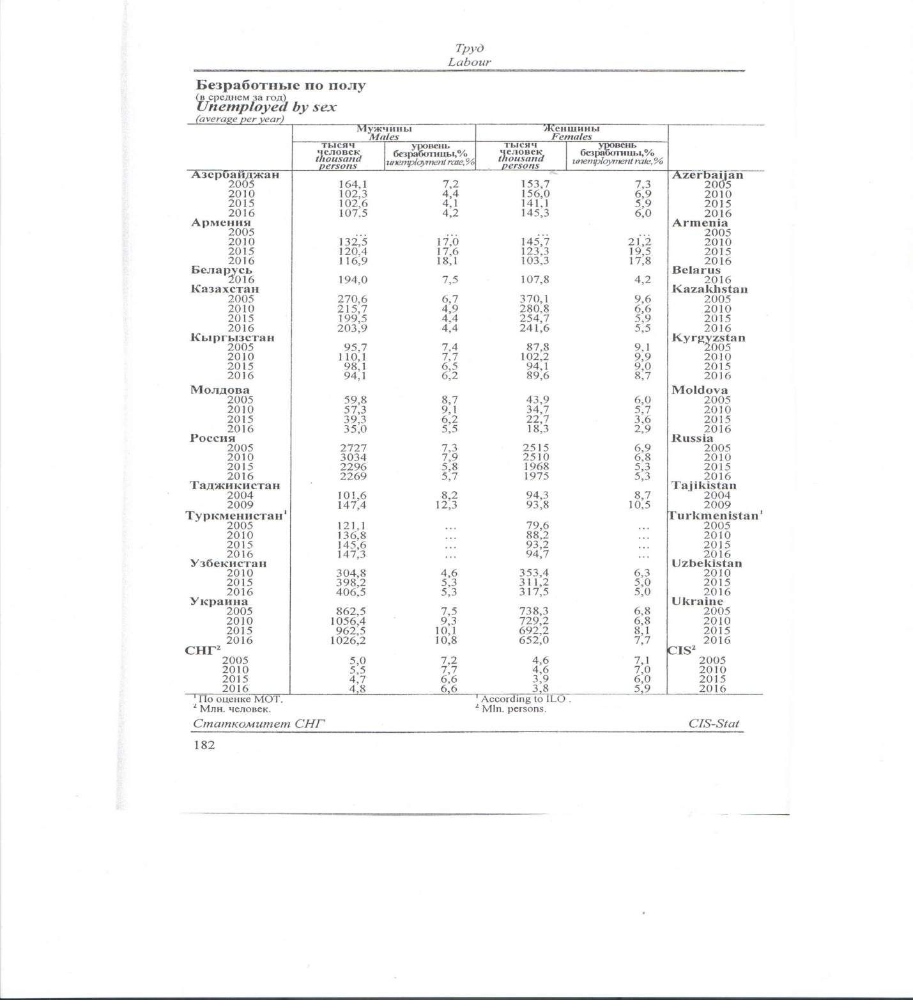 Труд
Labour
Безработные по полу
(в среднем за год)
Unemployed by sex
(average per year)
Мужчины Женщины
Males Females
тысяч человек thousand persons уровень безработицы,% unemployment rate,% тысяч человек thousand persons уровень безработицы,% unemployment rate,%
Азербайджан Azerbaijan
2005 164,1 7,2 153,7 7,3 2005
2010 102,3 4,4 156,0 6,9 2010
2015 102,6 4,1 141,1 5,9 2015
2016 107,5 4,2 145,3 6,0 2016
Армения Armenia
2005 ... ... ... ... 2005
2010 132,5 17,0 145,7 21,2 2010
2015 120,4 17,6 123,3 19,5 2015
2016 116,9 18,1 103,3 17,8 2016
Беларусь Belarus
2016 194,0 7,5 107,8 4,2 2016
Казахстан Kazakhstan
2005 270,6 6,7 370,1 9,6 2005
2010 215,7 4,9 280,8 6,6 2010
2015 199,5 4,4 254,7 5,9 2015
2016 203,9 4,4 241,6 5,5 2016
Кыргызстан Kyrgyzstan
2005 95,7 7,4 87,8 9,1 2005
2010 110,1 7,7 102,2 9,9 2010
2015 98,1 6,5 94,1 9,0 2015
2016 94,1 6,2 89,6 8,7 2016
Молдова Moldova
2005 59,8 8,7 43,9 6,0 2005
2010 57,3 9,1 34,7 5,7 2010
2015 39,3 6,2 22,7 3,6 2015
2016 35,0 5,5 18,3 2,9 2016
Россия Russia
2005 2727 7,3 2515 6,9 2005
2010 3034 7,9 2510 6,8 2010
2015 2296 5,8 1968 5,3 2015
2016 2269 5,7 1975 5,3 2016
Таджикистан Tajikistan
2004 101,6 8,2 94,3 8,7 2004
2009 147,4 12,3 93,8 10,5 2009
Туркменистан¹ Turkmenistan¹
2005 121,1 ... 79,6 ... 2005
2010 136,8 ... 88,2 ... 2010
2015 145,6 ... 93,2 ... 2015
2016 147,3 ... 94,7 ... 2016
Узбекистан Uzbekistan
2010 304,8 4,6 353,4 6,3 2010
2015 398,2 5,3 311,2 5,0 2015
2016 406,5 5,3 317,5 5,0 2016
Украина Ukraine
2005 862,5 7,5 738,3 6,8 2005
2010 1056,4 9,3 729,2 6,8 2010
2015 962,5 10,1 692,2 8,1 2015
2016 1026,2 10,8 652,0 7,7 2016
СНГ² CIS²
2005 5,0 7,2 4,6 7,1 2005
2010 5,5 7,7 4,6 7,0 2010
2015 4,7 6,6 3,9 6,0 2015
2016 4,8 6,6 3,8 5,9 2016
¹ По оценке МОТ. ¹ According to ILO .
² Млн. человек. ² Mln. persons.
Статкомитет СНГ CIS-Stat
182